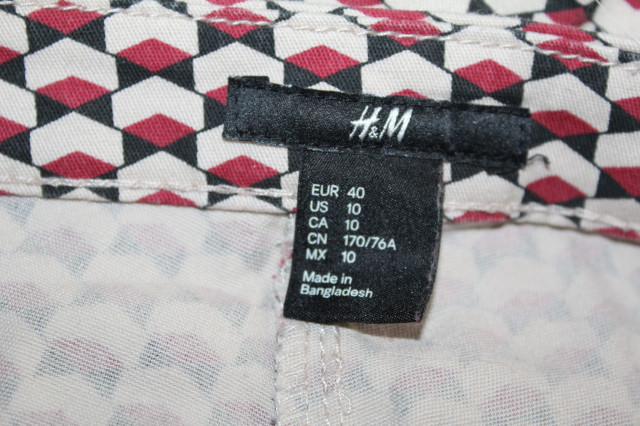 H&M
EUR 40
US 10
CA 10
CN 170/76A
MX 10
Made in
Bangladesh